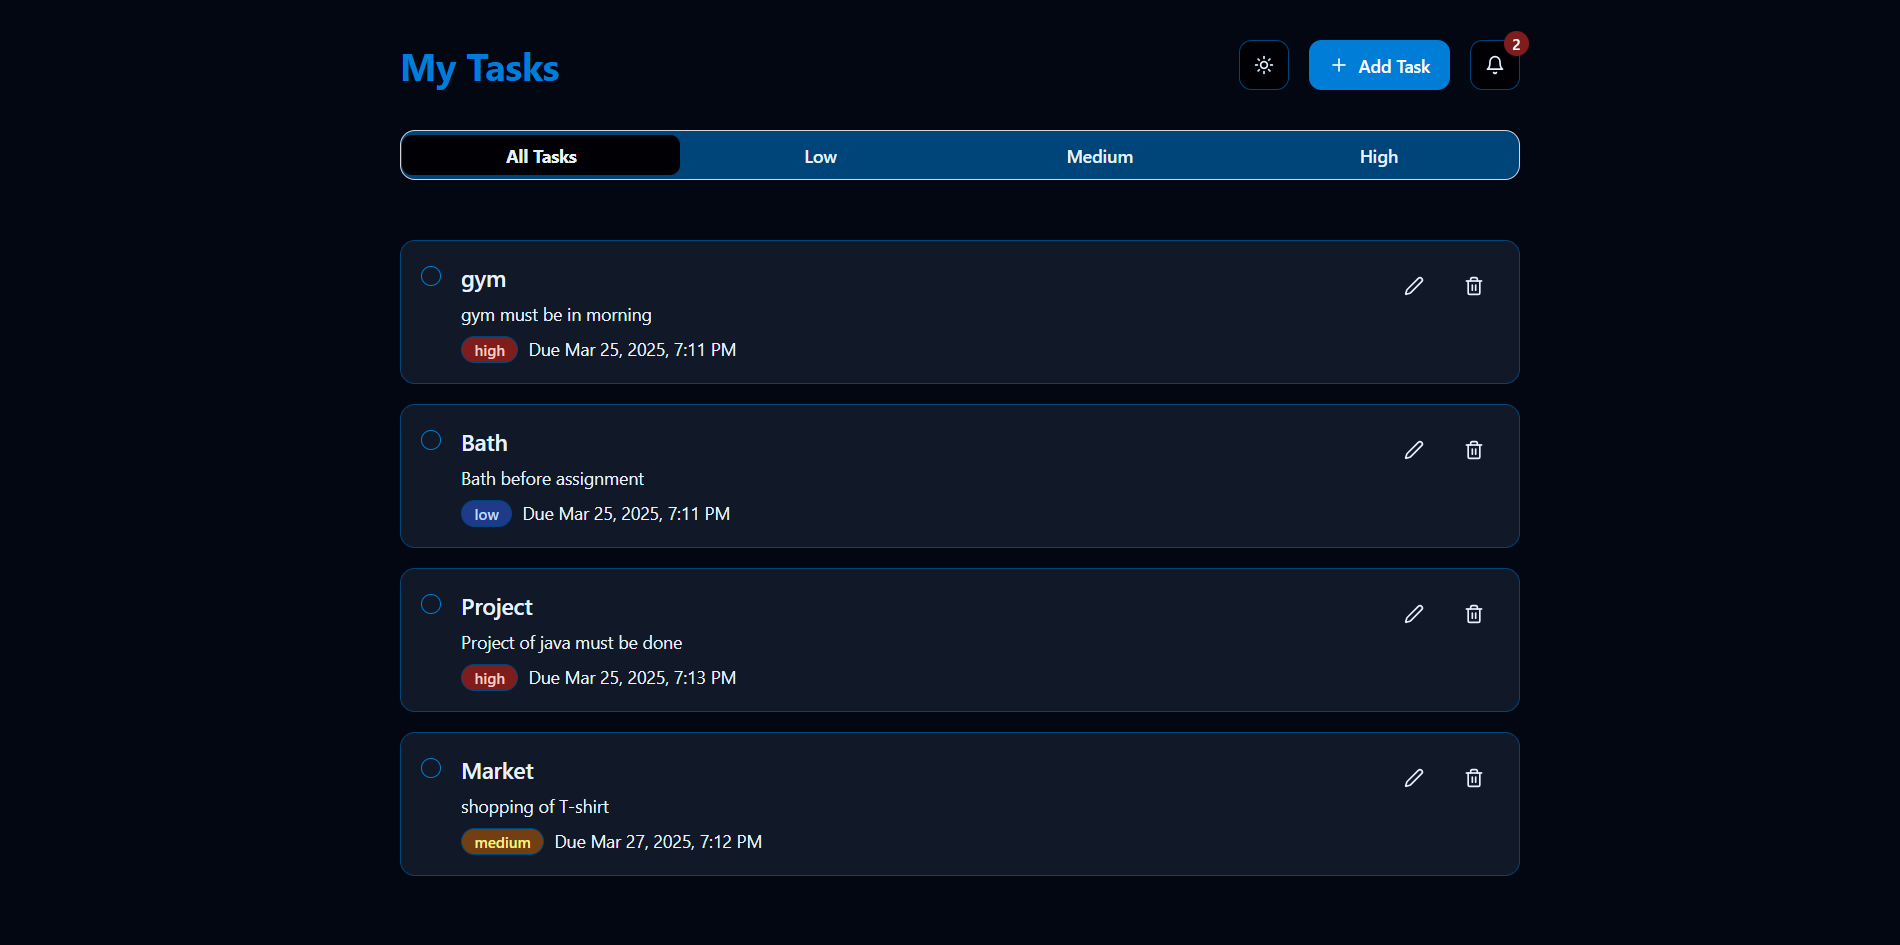 My Tasks
Add Task
2
All Tasks
Low
Medium
High
gym
gym must be in morning
high Due Mar 25, 2025, 7:11 PM
Bath
Bath before assignment
low Due Mar 25, 2025, 7:11 PM
Project
Project of java must be done
high Due Mar 25, 2025, 7:13 PM
Market
shopping of T-shirt
medium Due Mar 27, 2025, 7:12 PM